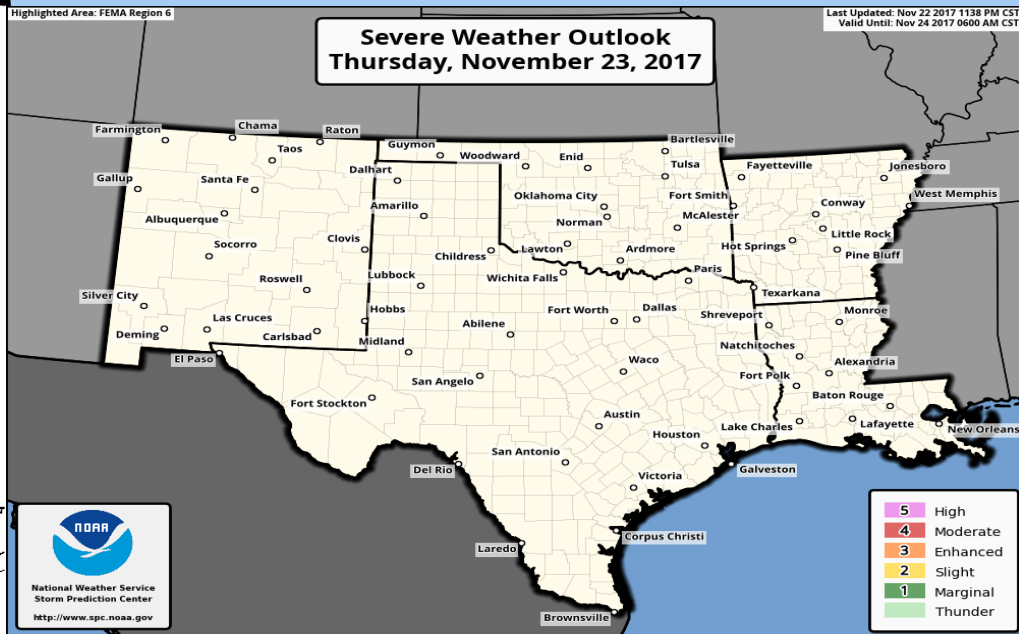 Highlighted Area: FEMA Region 6
Last Updated: Nov 22 2017 1138 PM CST
Valid Until: Nov 24 2017 0600 AM CST
Severe Weather Outlook
Thursday, November 23, 2017
Farmington
Chama
Raton
Guymon
Bartlesville
Taos
Woodward
Enid
Tulsa
Fayetteville
Jonesboro
Gallup
Santa Fe
Dalhart
Oklahoma City
Fort Smith
West Memphis
Albuquerque
Amarillo
Norman
McAlester
Conway
Socorro
Clovis
Childress
Lawton
Ardmore
Hot Springs
Little Rock
Pine Bluff
Roswell
Lubbock
Wichita Falls
Paris
Texarkana
Silver City
Las Cruces
Hobbs
Abilene
Fort Worth
Dallas
Shreveport
Monroe
Deming
Carlsbad
Midland
Natchitoches
El Paso
Waco
Alexandria
San Angelo
Fort Polk
Fort Stockton
Baton Rouge
Austin
Houston
Lake Charles
Lafayette
New Orleans
San Antonio
Del Rio
Galveston
Victoria
Corpus Christi
Laredo
Brownsville
NOAA
National Weather Service
Storm Prediction Center
http://www.spc.noaa.gov
5 High
4 Moderate
3 Enhanced
2 Slight
1 Marginal
Thunder